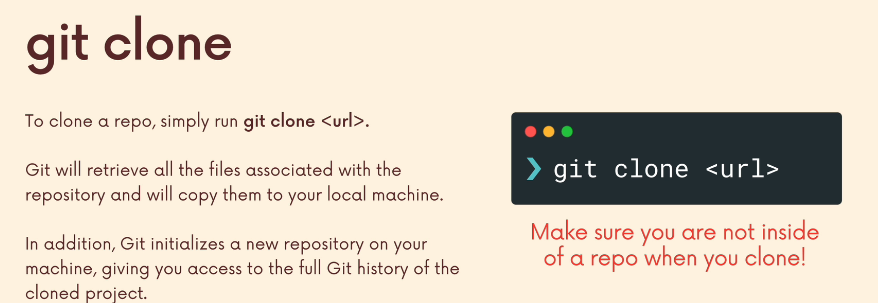 git clone
To clone a repo, simply run git clone <url>.
Git will retrieve all the files associated with the
repository and will copy them to your local machine.
In addition, Git initializes a new repository on your
machine, giving you access to the full Git history of the
cloned project.
❯ git clone <url>
Make sure you are not inside
of a repo when you clone!